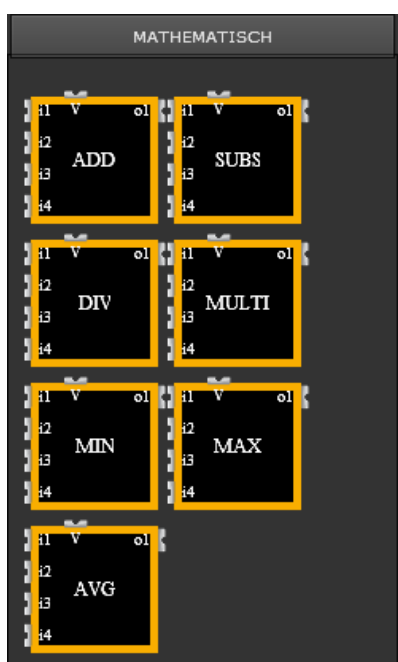 MATHEMATISCH
i1 V o1 i1 V o1
i2 i2
ADD SUBS
i3 i3
i4 i4
i1 V o1 i1 V o1
i2 i2
DIV MULTI
i3 i3
i4 i4
i1 V o1 i1 V o1
i2 i2
MIN MAX
i3 i3
i4 i4
i1 V o1
i2
AVG
i3
i4